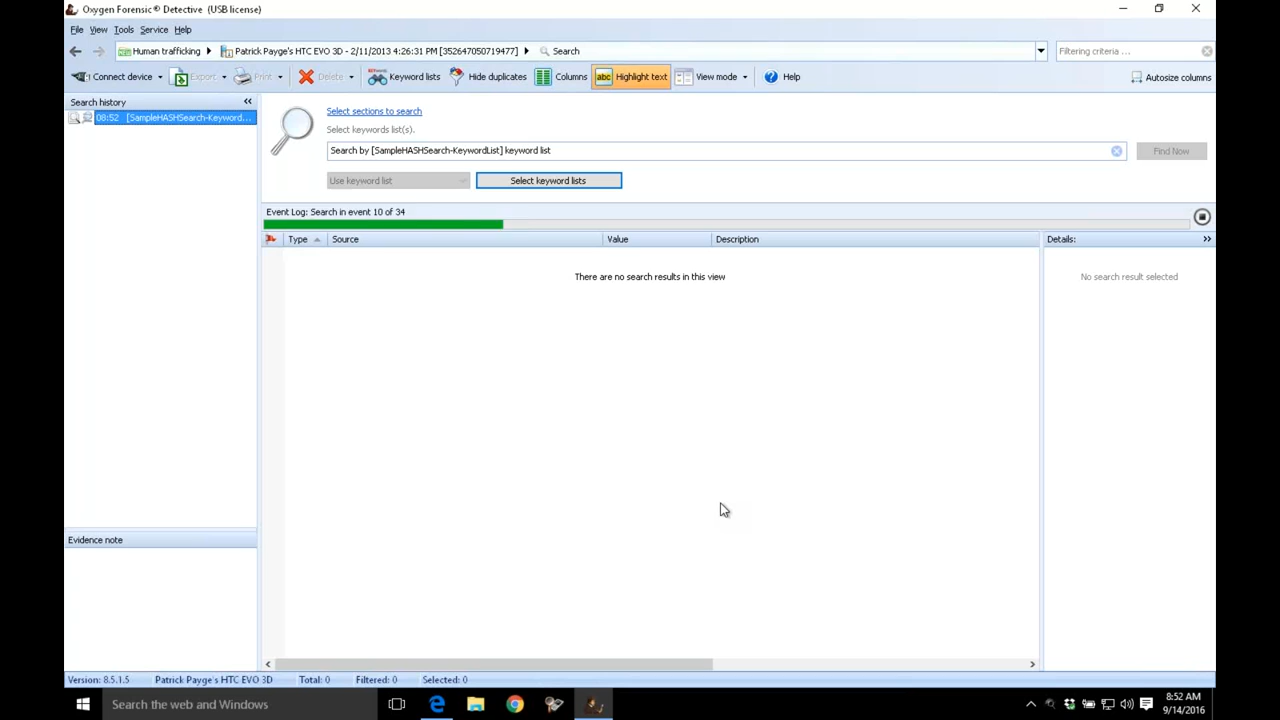 Oxygen Forensic® Detective (USB license)
File View Tools Service Help
Human trafficking Patrick Payge's HTC EVO 3D - 2/11/2013 4:26:31 PM [352647050719477] Search Filtering criteria ...
Connect device Export Print Delete Keyword lists Hide duplicates Columns abc Highlight text View mode Help Autosize columns
Search history
08:52 [SampleHASHSearch-Keyword...
Select sections to search
Select keywords list(s).
Search by [SampleHASHSearch-KeywordList] keyword list Find Now
Use keyword list Select keyword lists
Event Log: Search in event 10 of 34
Type Source Value Description Details:
There are no search results in this view No search result selected
Evidence note
Version: 8.5.1.5 Patrick Payge's HTC EVO 3D Total: 0 Filtered: 0 Selected: 0
Search the web and Windows
8:52 AM
9/14/2016